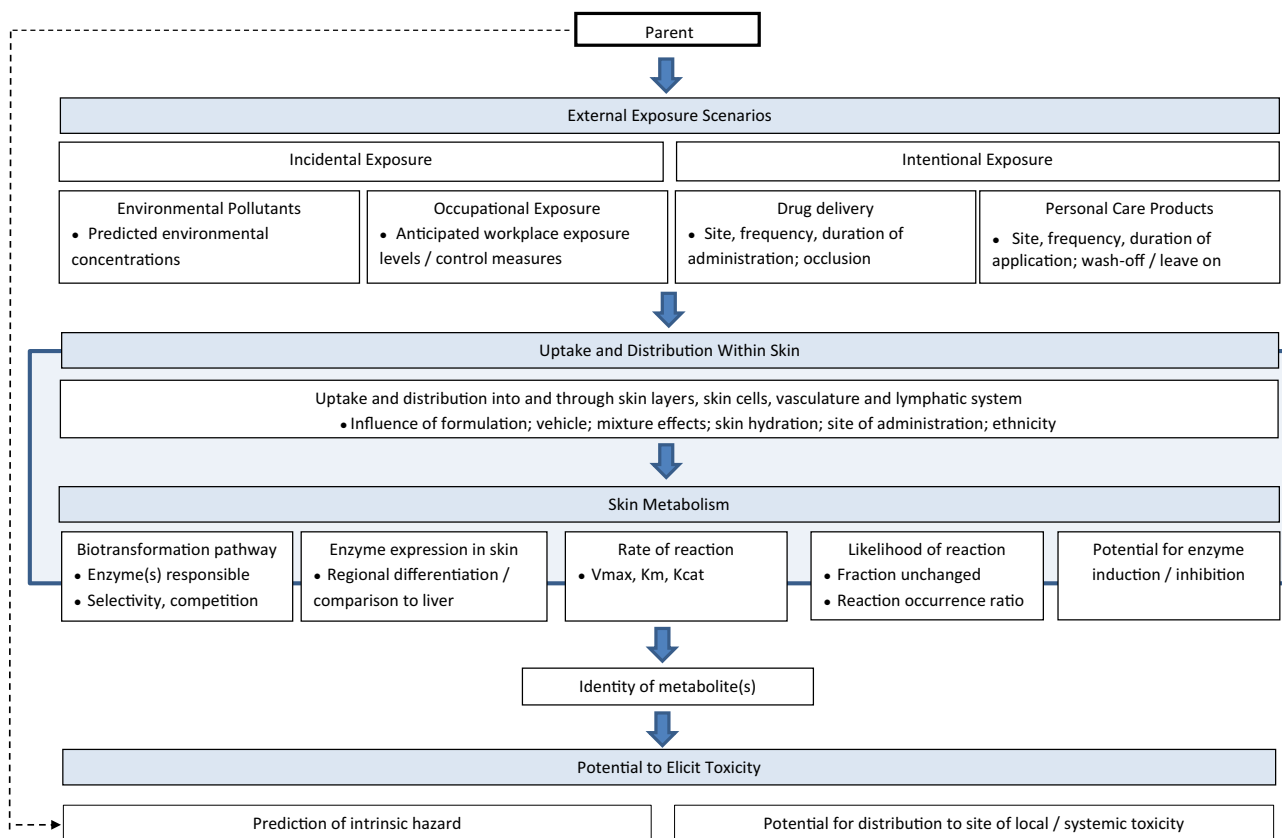 Parent
External Exposure Scenarios
Incidental Exposure
Intentional Exposure
Environmental Pollutants
• Predicted environmental
concentrations
Occupational Exposure
• Anticipated workplace exposure
levels / control measures
Drug delivery
• Site, frequency, duration of
administration; occlusion
Personal Care Products
• Site, frequency, duration of
application; wash-off / leave on
Uptake and Distribution Within Skin
Uptake and distribution into and through skin layers, skin cells, vasculature and lymphatic system
• Influence of formulation; vehicle; mixture effects; skin hydration; site of administration; ethnicity
Skin Metabolism
Biotransformation pathway
• Enzyme(s) responsible
• Selectivity, competition
Enzyme expression in skin
• Regional differentiation /
comparison to liver
Rate of reaction
• Vmax, Km, Kcat
Likelihood of reaction
• Fraction unchanged
• Reaction occurrence ratio
Potential for enzyme
induction / inhibition
Identity of metabolite(s)
Potential to Elicit Toxicity
Prediction of intrinsic hazard
Potential for distribution to site of local / systemic toxicity